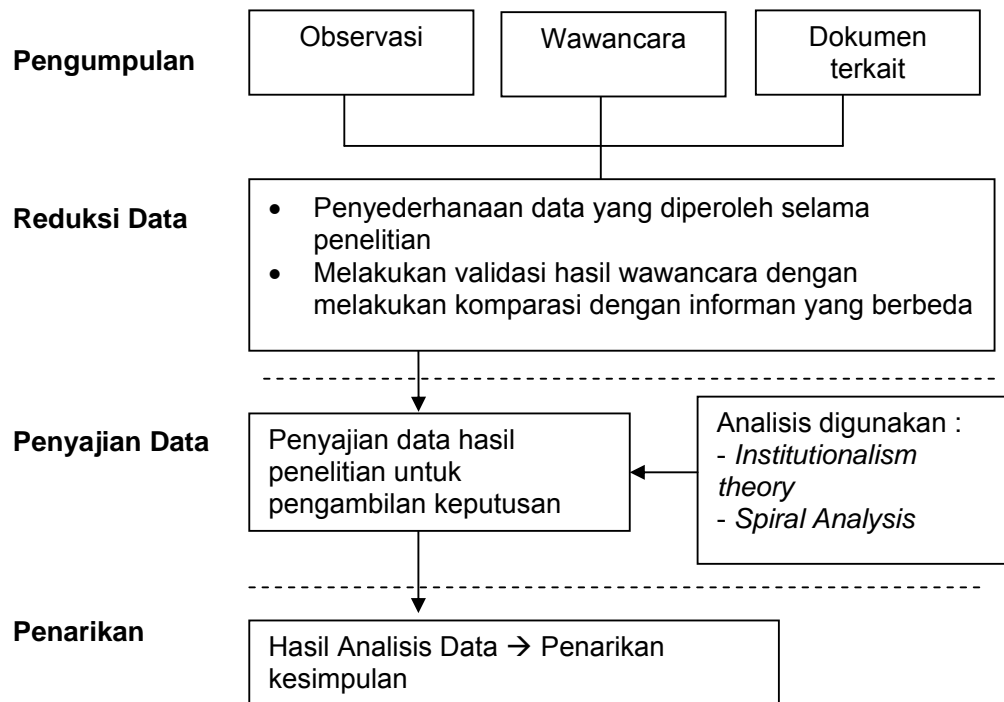 Pengumpulan
Observasi
Wawancara
Dokumen
terkait
Reduksi Data
• Penyederhanaan data yang diperoleh selama
penelitian
• Melakukan validasi hasil wawancara dengan
melakukan komparasi dengan informan yang berbeda
Penyajian Data
Penyajian data hasil
penelitian untuk
pengambilan keputusan
Analisis digunakan :
- Institutionalism
theory
- Spiral Analysis
Penarikan
Hasil Analisis Data → Penarikan
kesimpulan